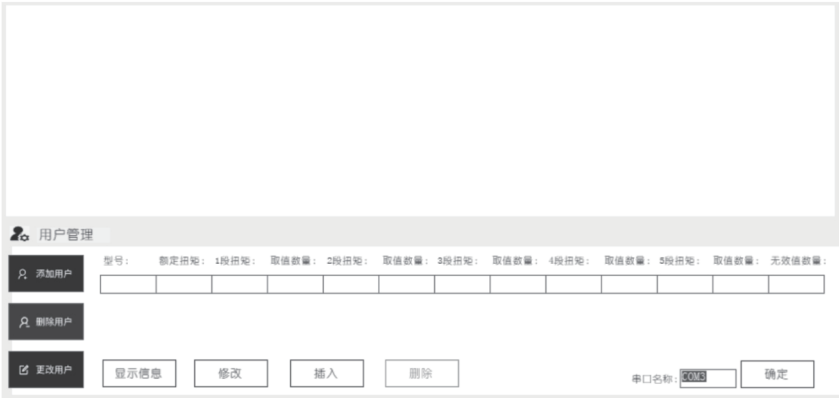 用户管理
型号: 额定扭矩: 1段扭矩: 取值数量: 2段扭矩: 取值数量: 3段扭矩: 取值数量: 4段扭矩: 取值数量: 5段扭矩: 取值数量: 无效值数量:
添加用户
删除用户
更改用户 显示信息 修改 插入 删除 串口名称: COM3 确定